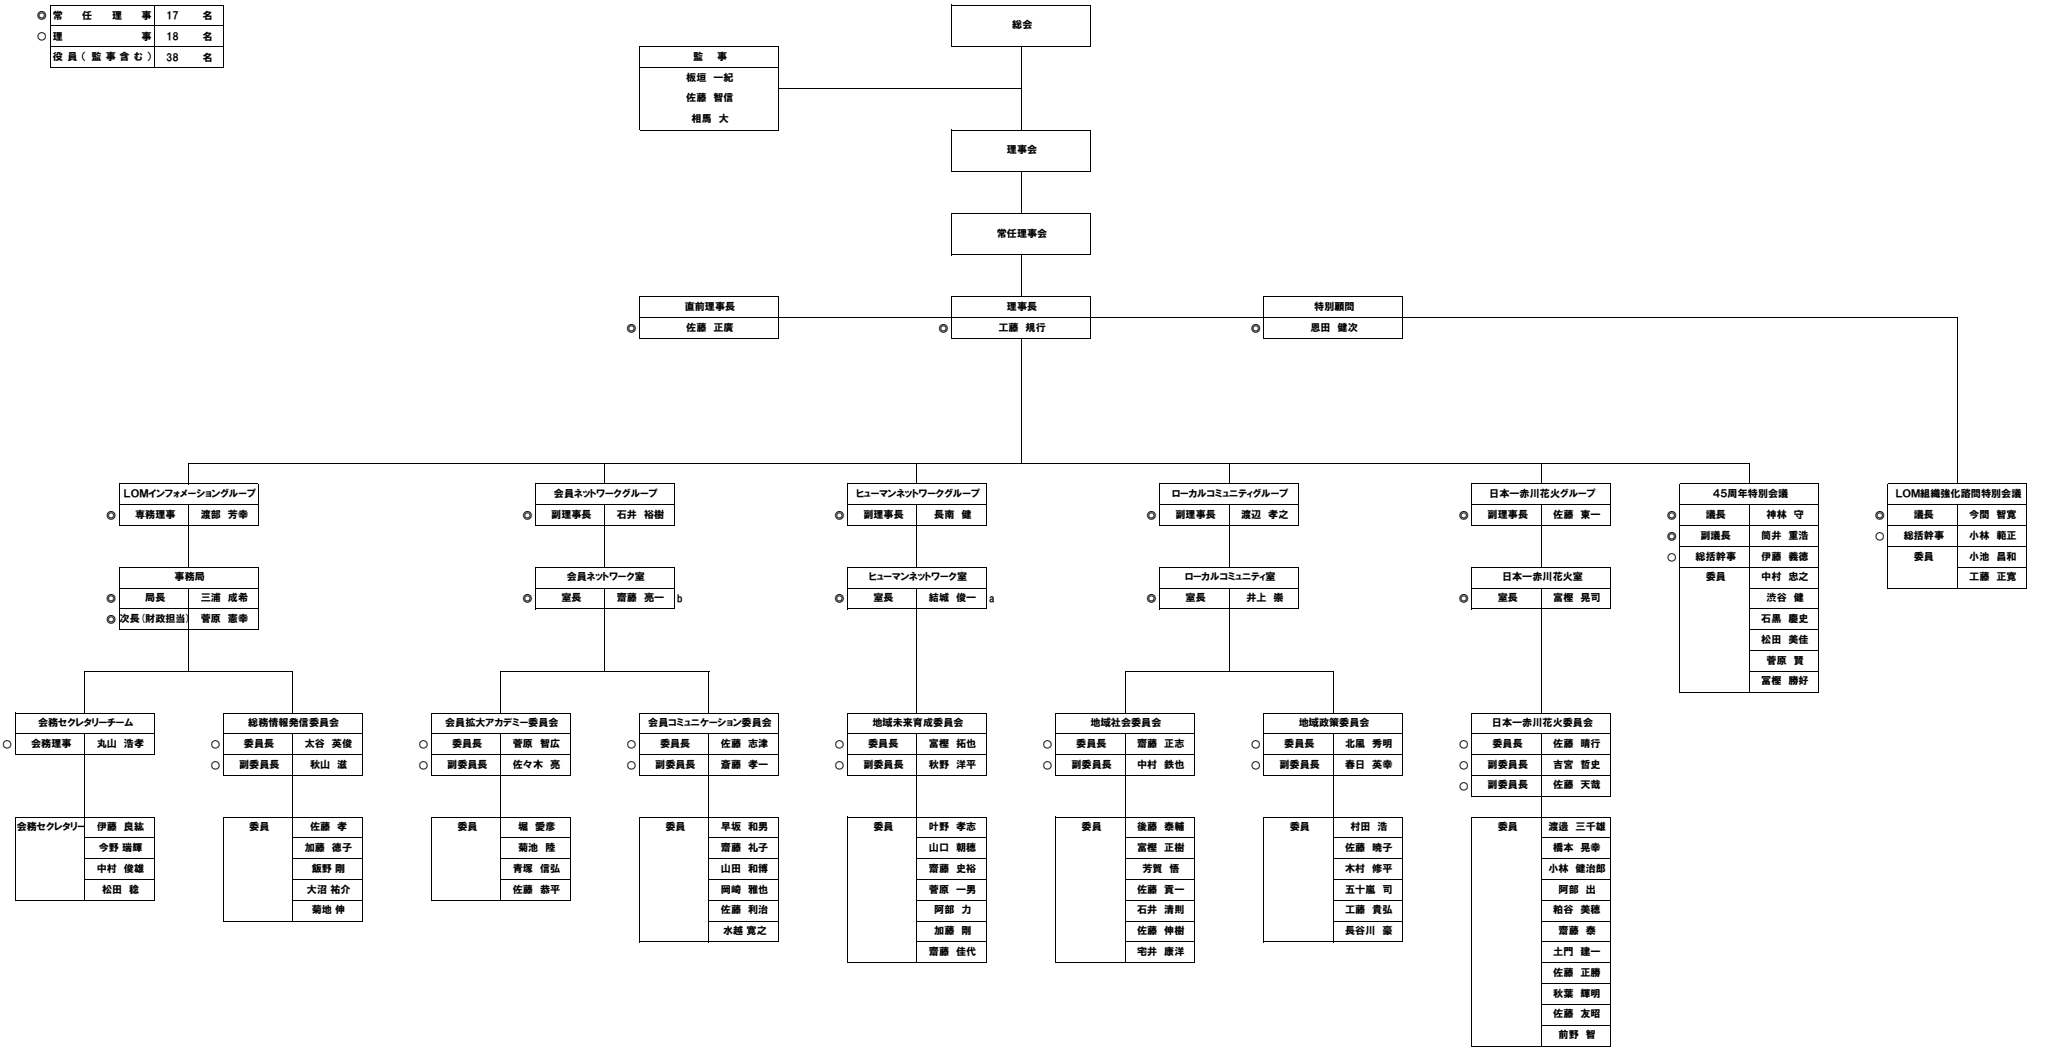 ◎ 常任理事 17 名
○ 理事 18 名
役員(監事含む) 38 名
総会
監 事
板垣 一紀
佐藤 智信
相馬 大
理事会
常任理事会
直前理事長
◎ 佐藤 正廣
理事長
◎ 工藤 規行
特別顧問
◎ 恩田 健次
LOMインフォメーショングループ
◎ 専務理事 渡部 芳幸
事務局
◎ 局長 三浦 成希
◎ 次長(財政担当) 菅原 憲幸
会務セクレタリーチーム
○ 会務理事 丸山 浩孝
会務セクレタリー 伊藤 良紘
今野 瑞輝
中村 俊雄
松田 稔
総務情報発信委員会
○ 委員長 太谷 英俊
○ 副委員長 秋山 滋
委員 佐藤 孝
加藤 徳子
飯野 剛
大沼 祐介
菊地 伸
会員ネットワークグループ
◎ 副理事長 石井 裕樹
会員ネットワーク室
◎ 室長 齋藤 亮一 b
会員拡大アカデミー委員会
○ 委員長 菅原 智広
○ 副委員長 佐々木 亮
委員 堀 愛彦
菊池 陸
青塚 信弘
佐藤 恭平
会員コミュニケーション委員会
○ 委員長 佐藤 志津
○ 副委員長 斎藤 孝一
委員 早坂 和男
齋藤 礼子
山田 和博
岡崎 雅也
佐藤 利治
水越 寛之
ヒューマンネットワークグループ
◎ 副理事長 長南 健
ヒューマンネットワーク室
◎ 室長 結城 俊一 a
地域未来育成委員会
○ 委員長 富樫 拓也
○ 副委員長 秋野 洋平
委員 叶野 孝志
山口 朝穂
齋藤 史裕
菅原 一男
阿部 力
加藤 剛
齋藤 佳代
ローカルコミュニティグループ
◎ 副理事長 渡辺 孝之
ローカルコミュニティ室
◎ 室長 井上 崇
地域社会委員会
○ 委員長 齋藤 正志
○ 副委員長 中村 鉄也
委員 後藤 泰輔
富樫 正樹
芳賀 悟
佐藤 貢一
石井 清則
佐藤 伸樹
宅井 康洋
地域政策委員会
○ 委員長 北風 秀明
○ 副委員長 春日 英幸
委員 村田 浩
佐藤 暁子
木村 修平
五十嵐 司
工藤 貴弘
長谷川 豪
日本一赤川花火グループ
◎ 副理事長 佐藤 東一
日本一赤川花火室
◎ 室長 富樫 晃司
日本一赤川花火委員会
○ 委員長 佐藤 晴行
○ 副委員長 吉宮 哲史
○ 副委員長 佐藤 天哉
委員 渡邉 三千雄
橋本 晃幸
小林 健治郎
阿部 出
粕谷 美穂
齋藤 泰
土門 建一
佐藤 正勝
秋葉 輝明
佐藤 友昭
前野 智
45周年特別会議
◎ 議長 神林 守
◎ 副議長 筒井 重浩
○ 総括幹事 伊藤 義徳
委員 中村 忠之
渋谷 健
石黒 慶史
松田 美佳
菅原 賢
冨樫 勝好
LOM組織強化諮問特別会議
◎ 議長 今間 智寛
○ 総括幹事 小林 範正
委員 小池 昌和
工藤 正寛